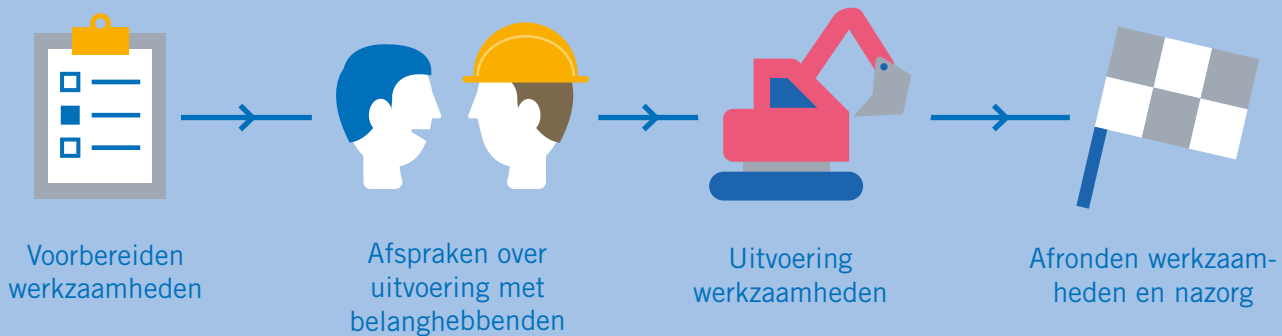 Voorbereiden
werkzaamheden
Afspraken over
uitvoering met
belanghebbenden
Uitvoering
werkzaamheden
Afronden werkzaam-
heden en nazorg